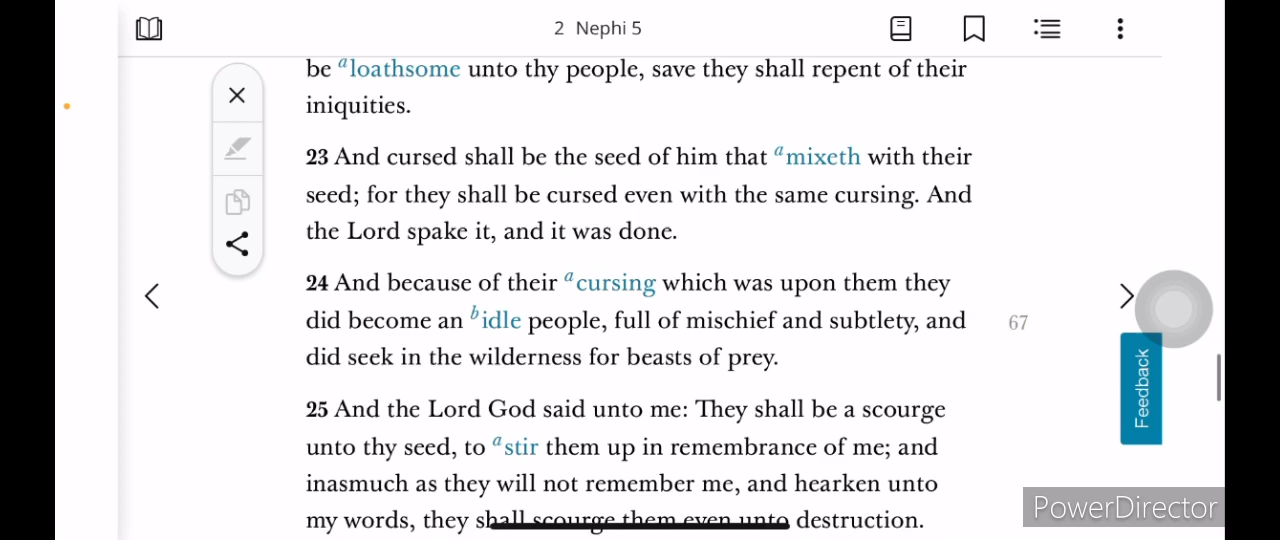 2 Nephi 5
be a loathsome unto thy people, save they shall repent of their
iniquities.
23 And cursed shall be the seed of him that a mixeth with their
seed; for they shall be cursed even with the same cursing. And
the Lord spake it, and it was done.
24 And because of their a cursing which was upon them they
did become an b idle people, full of mischief and subtlety, and
did seek in the wilderness for beasts of prey.
67
25 And the Lord God said unto me: They shall be a scourge
unto thy seed, to a stir them up in remembrance of me; and
inasmuch as they will not remember me, and hearken unto
my words, they shall scourge them even unto destruction.
Feedback
PowerDirector